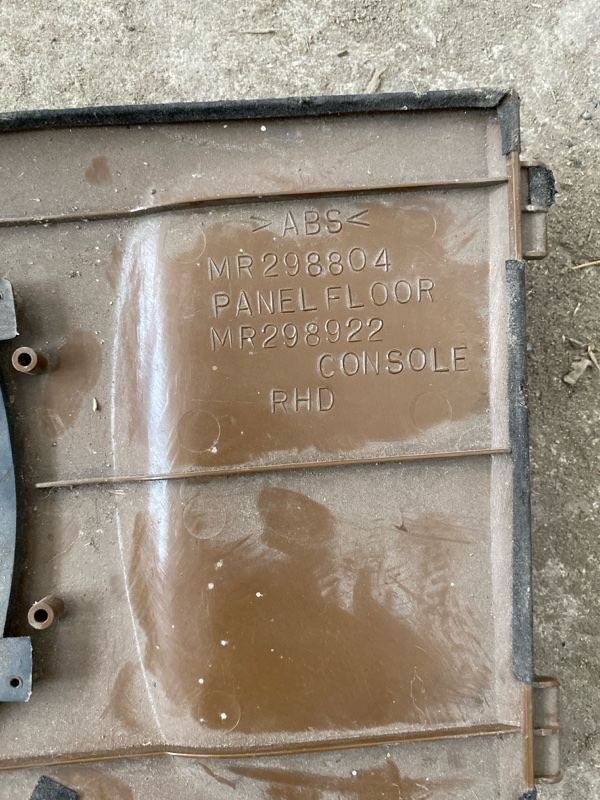 >ABS<
MR298804
PANEL FLOOR
MR298922
CONSOLE
RHD